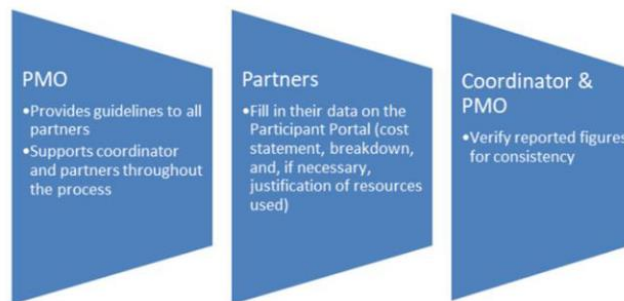 PMO
•Provides guidelines to all
partners
•Supports coordinator
and partners throughout
the process
Partners
•Fill in their data on the
Participant Portal (cost
statement, breakdown,
and, if necessary,
justification of resources
used)
Coordinator &
PMO
•Verify reported figures
for consistency